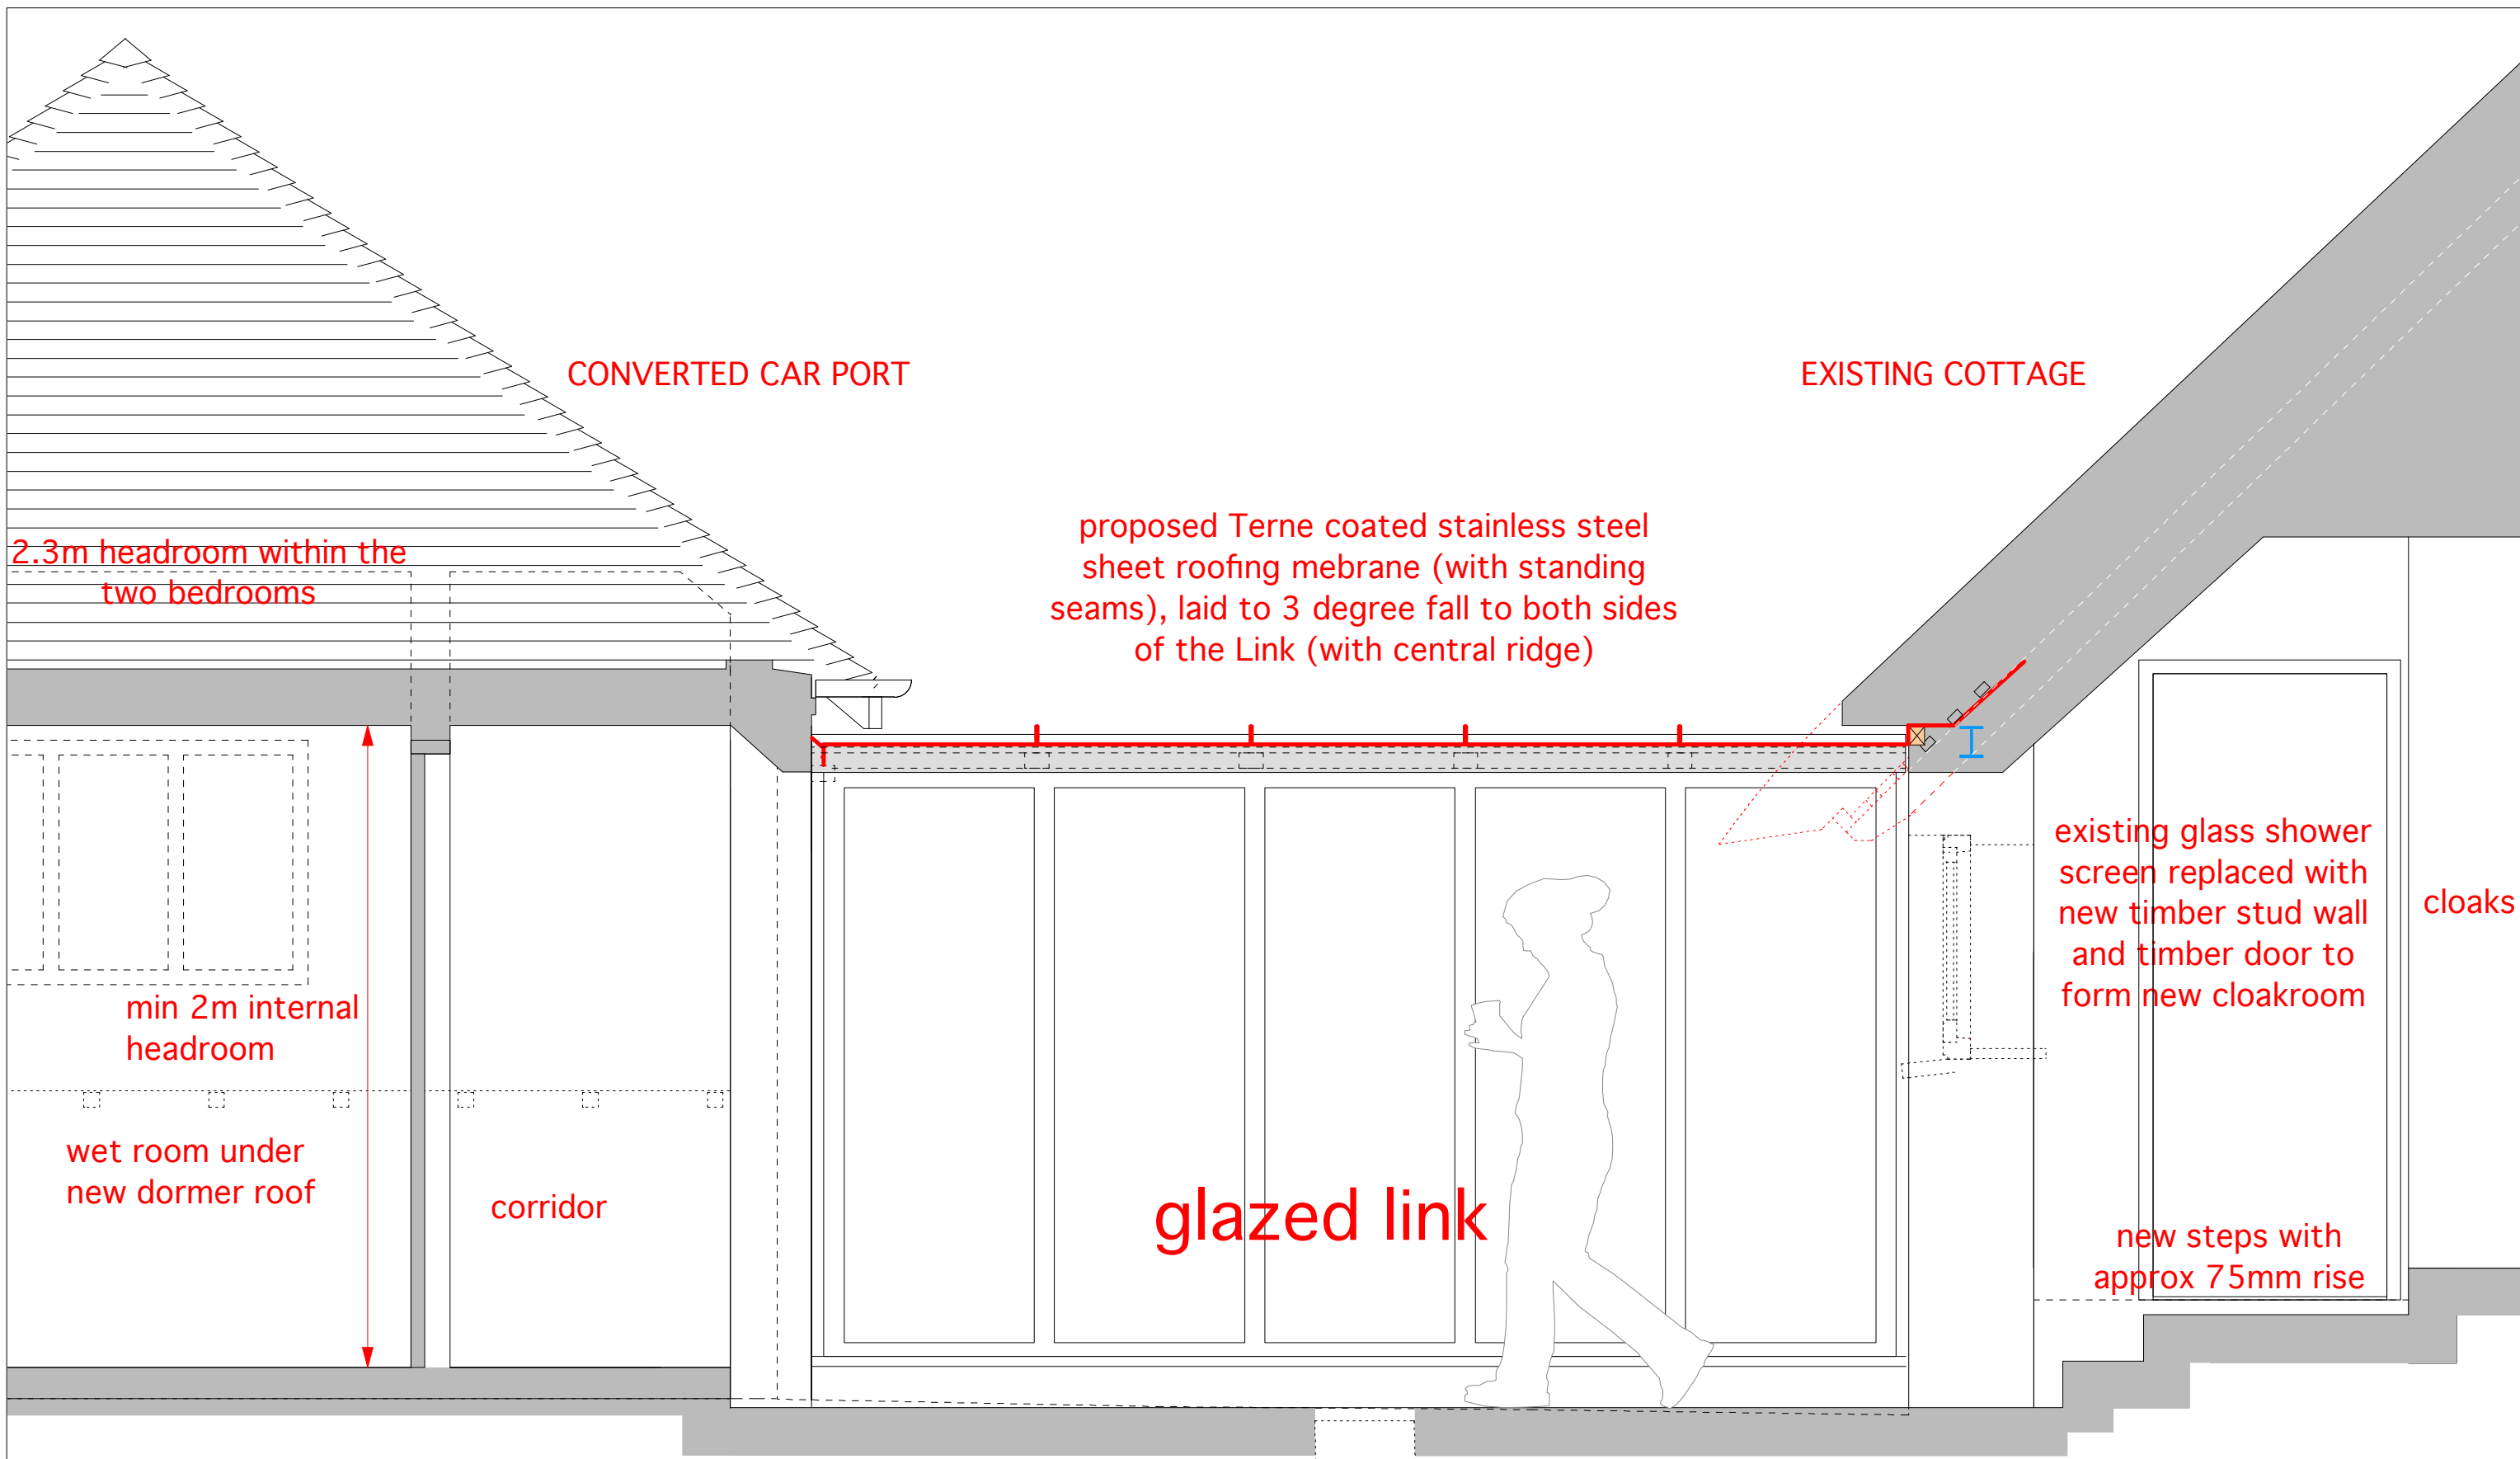 CONVERTED CAR PORT
EXISTING COTTAGE
proposed Terne coated stainless steel
sheet roofing mebrane (with standing
seams), laid to 3 degree fall to both sides
of the Link (with central ridge)
2.3m headroom within the
two bedrooms
existing glass shower
screen replaced with
new timber stud wall
and timber door to
form new cloakroom
cloaks
min 2m internal
headroom
wet room under
new dormer roof
corridor
glazed link
new steps with
approx 75mm rise